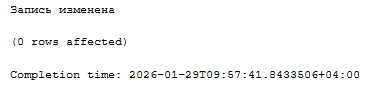 Запись изменена
(0 rows affected)
Completion time: 2026-01-29T09:57:41.8433506+04:00